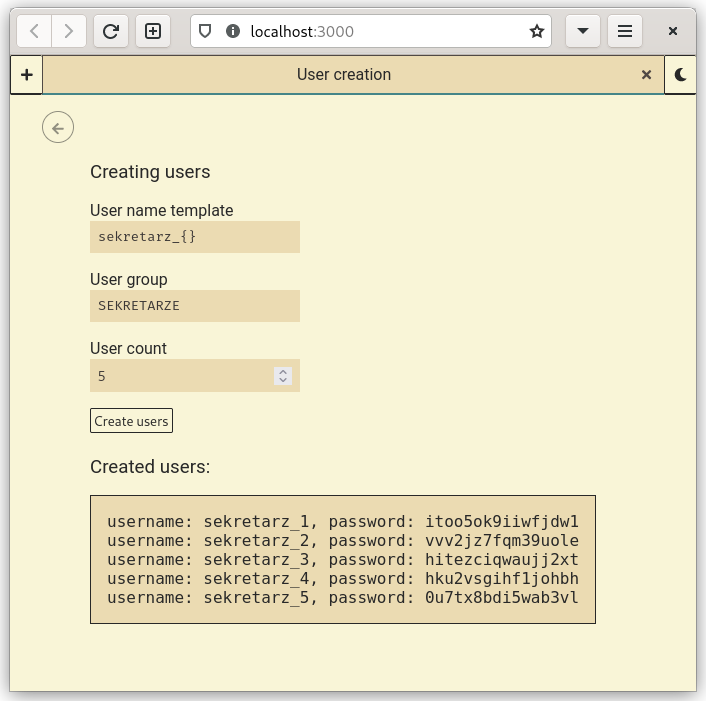 localhost:3000
User creation
Creating users
User name template
sekretarz_{}
User group
SEKRETARZE
User count
5
Create users
Created users:
username: sekretarz_1, password: itoo5ok9iiwfjdw1
username: sekretarz_2, password: vvv2jz7fqm39uole
username: sekretarz_3, password: hitezciqwaujj2xt
username: sekretarz_4, password: hku2vsgihf1johbh
username: sekretarz_5, password: 0u7tx8bdi5wab3vl